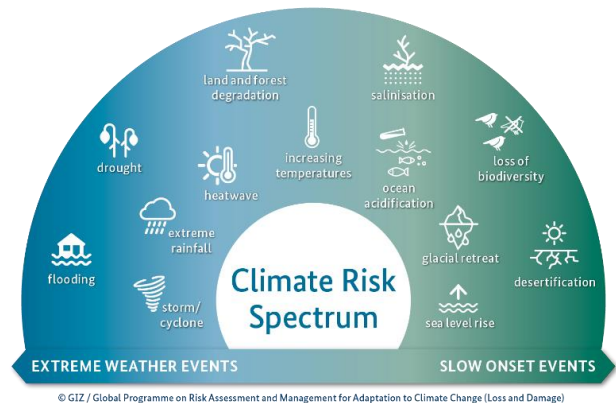 land and forest
degradation
salinisation
drought
heatwave
increasing
temperatures
ocean
acidification
loss of
biodiversity
extreme
rainfall
flooding
storm/
cyclone
glacial retreat
desertification
sea level rise
Climate Risk
Spectrum
EXTREME WEATHER EVENTS
SLOW ONSET EVENTS
© GIZ / Global Programme on Risk Assessment and Management for Adaptation to Climate Change (Loss and Damage)